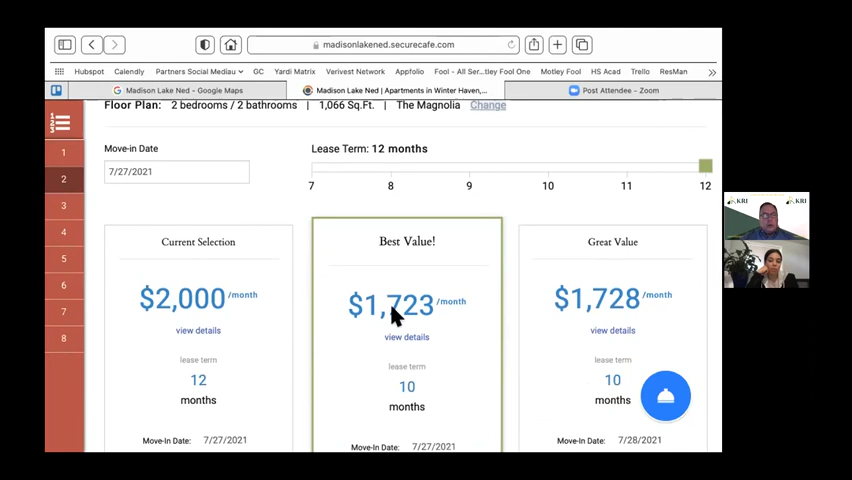 madisonlakened.securecafe.com
Hubspot Calendly Partners Social Mediau GC Yardi Matrix Verivest Network Appfolio Fool - All Ser...tley Fool One Motley Fool HS Acad Trello ResMan
Madison Lake Ned - Google Maps
Madison Lake Ned | Apartments in Winter Haven,...
Post Attendee - Zoom
Floor Plan: 2 bedrooms / 2 bathrooms | 1,066 Sq.Ft. | The Magnolia Change
1
2
3
4
5
6
7
8
Move-in Date
7/27/2021
Lease Term: 12 months
7 8 9 10 11 12
Current Selection
$2,000 /month
view details
lease term
12
months
Move-In Date: 7/27/2021
Best Value!
$1,723 /month
view details
lease term
10
months
Move-In Date: 7/27/2021
Great Value
$1,728 /month
view details
lease term
10
months
Move-In Date: 7/28/2021
KRI
KRI